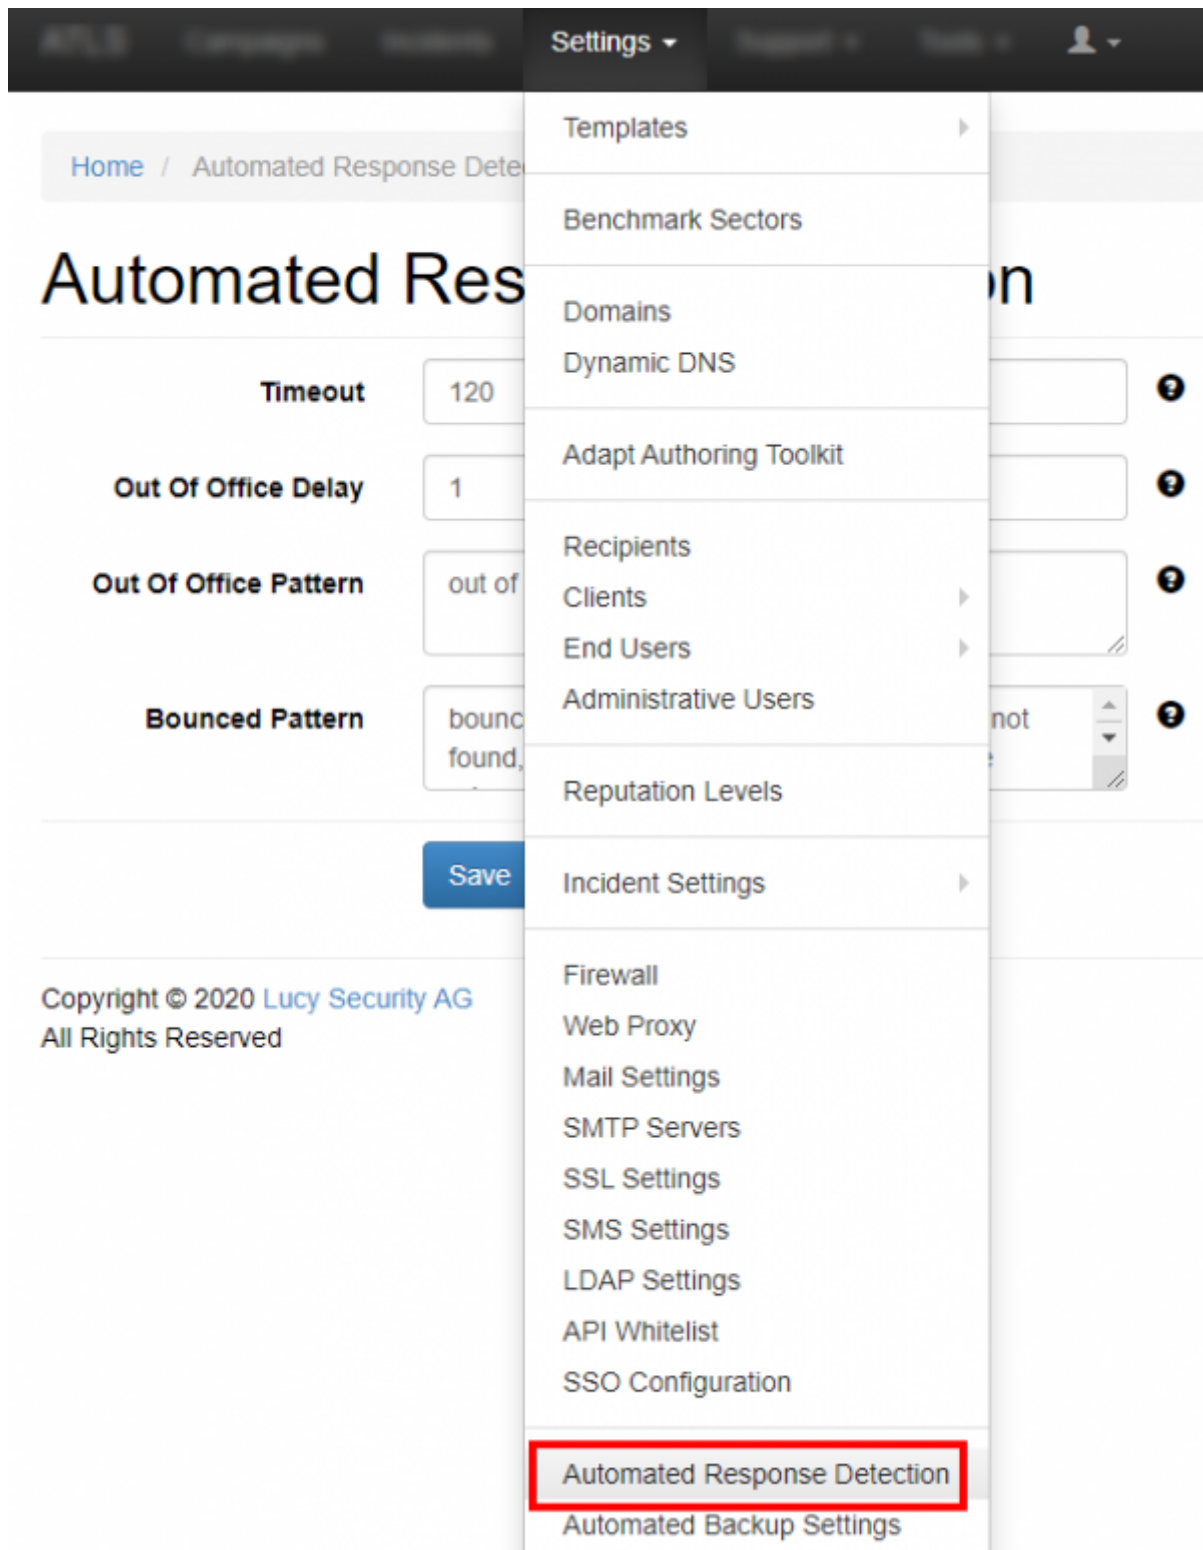 Settings
Home / Automated Response Dete
Automated Res
on
Timeout
120
Out Of Office Delay
1
Out Of Office Pattern
out of
Bounced Pattern
bounc
not
found,
Save
Copyright © 2020 Lucy Security AG
All Rights Reserved
Templates
Benchmark Sectors
Domains
Dynamic DNS
Adapt Authoring Toolkit
Recipients
Clients
End Users
Administrative Users
Reputation Levels
Incident Settings
Firewall
Web Proxy
Mail Settings
SMTP Servers
SSL Settings
SMS Settings
LDAP Settings
API Whitelist
SSO Configuration
Automated Response Detection
Automated Backup Settings